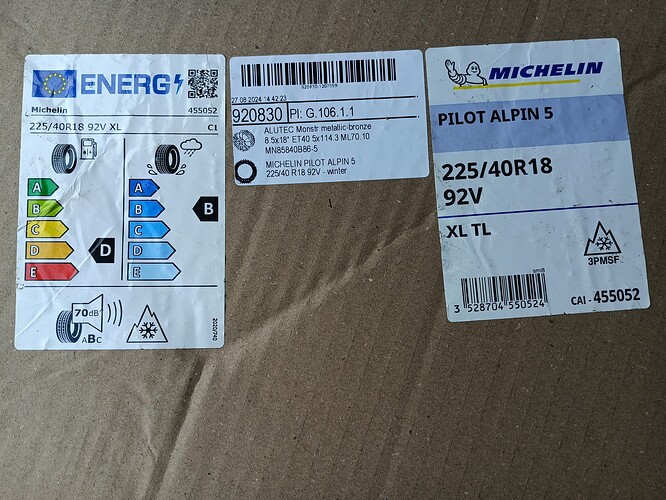 ENERG
Michelin 455052
225/40R18 92V XL C1
A
B
C
D
E
D
A
B
C
D
E
B
70 dB
ABC
2020/740
27.08.2024 14:42:23
920830 PI: G.106.1.1
ALUTEC Monstr metallic-bronze
8.5x18" ET40 5x114.3 ML70.10
MN85840B86-5
MICHELIN PILOT ALPIN 5
225/40 R18 92V - winter
MICHELIN
PILOT ALPIN 5
225/40R18
92V
XL TL
3PMSF
3 528704 550524
CAI - 455052